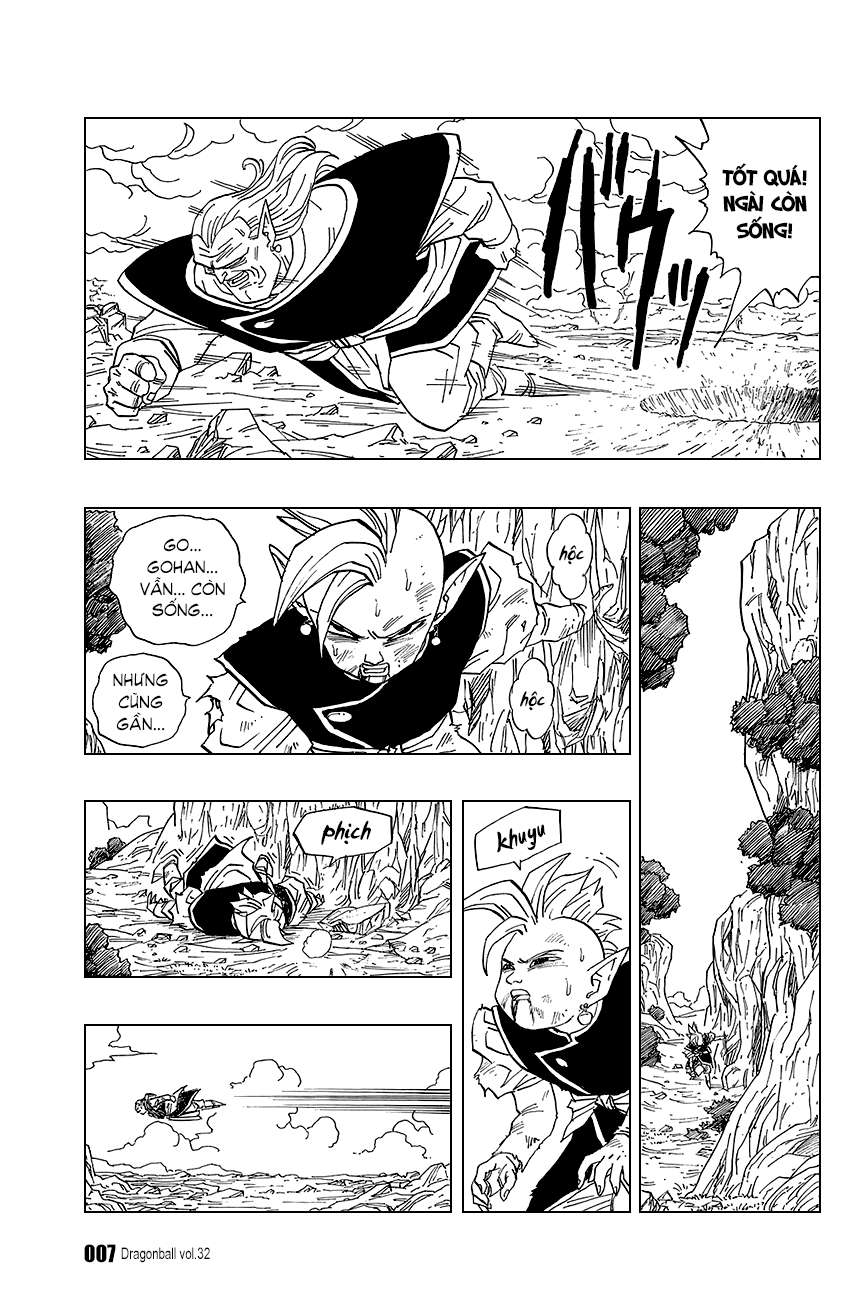 TỐT QUÁ!
NGÀI CÒN
SỐNG!
GO...
GOHAN...
VẪN... CÒN
SỐNG...
NHƯNG
CŨNG
GẦN...
hộc
hộc
phịch
khuỵu
007 Dragonball vol.32